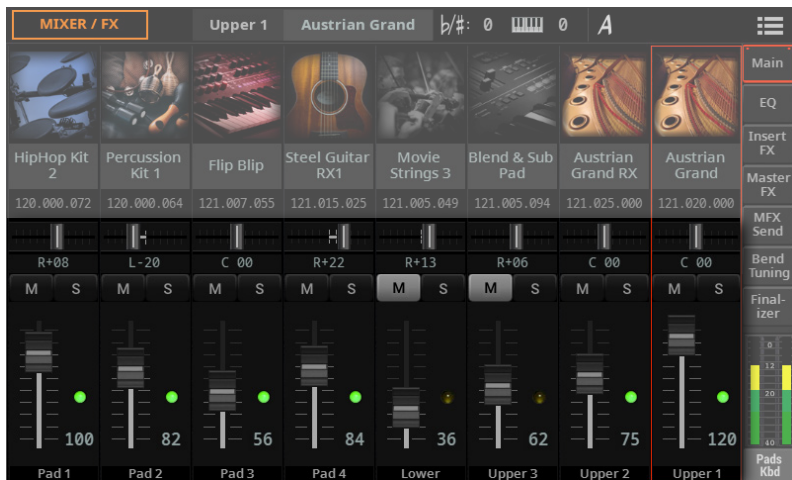 MIXER / FX Upper 1 Austrian Grand ♭/♯: 0 0 A
HipHop Kit 2
Percussion Kit 1
Flip Blip
Steel Guitar RX1
Movie Strings 3
Blend & Sub Pad
Austrian Grand RX
Austrian Grand
120.000.072 120.000.064 121.007.055 121.015.025 121.005.049 121.005.094 121.025.000 121.020.000
R+08 L-20 C 00 R+22 R+13 R+06 C 00 C 00
M S M S M S M S M S M S M S M S
100 82 56 84 36 62 75 120
Pad 1 Pad 2 Pad 3 Pad 4 Lower Upper 3 Upper 2 Upper 1
Main
EQ
Insert
FX
Master
FX
MFX
Send
Bend
Tuning
Final-
izer
0
12
20
40
Pads
Kbd